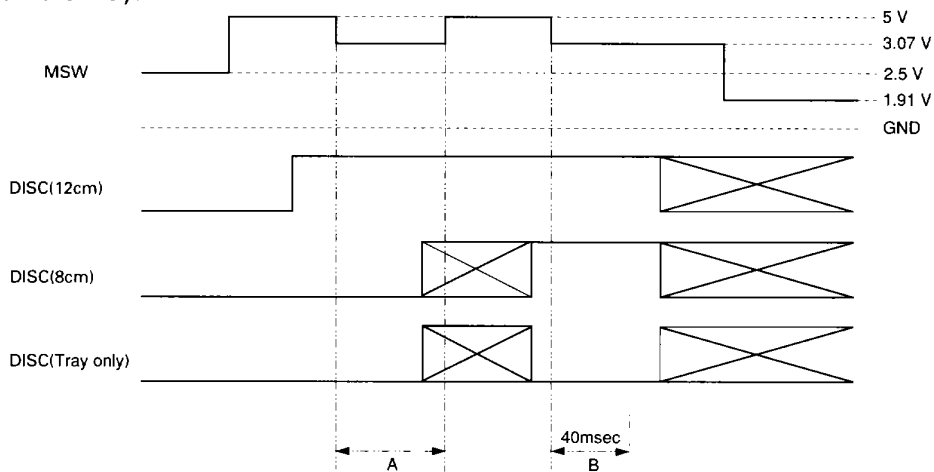 5 V
3.07 V
MSW
2.5 V
1.91 V
GND
DISC(12cm)
DISC(8cm)
DISC(Tray only)
40msec
A
B